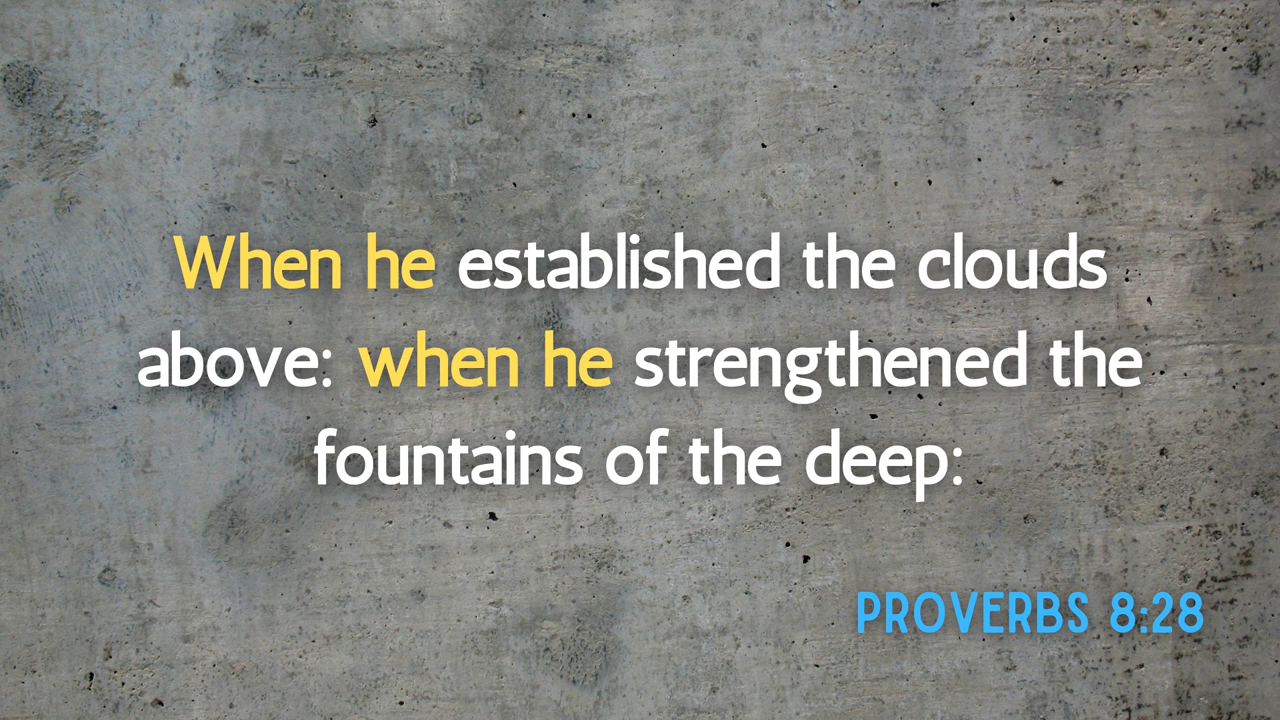 When he established the clouds
above: when he strengthened the
fountains of the deep:
PROVERBS 8:28